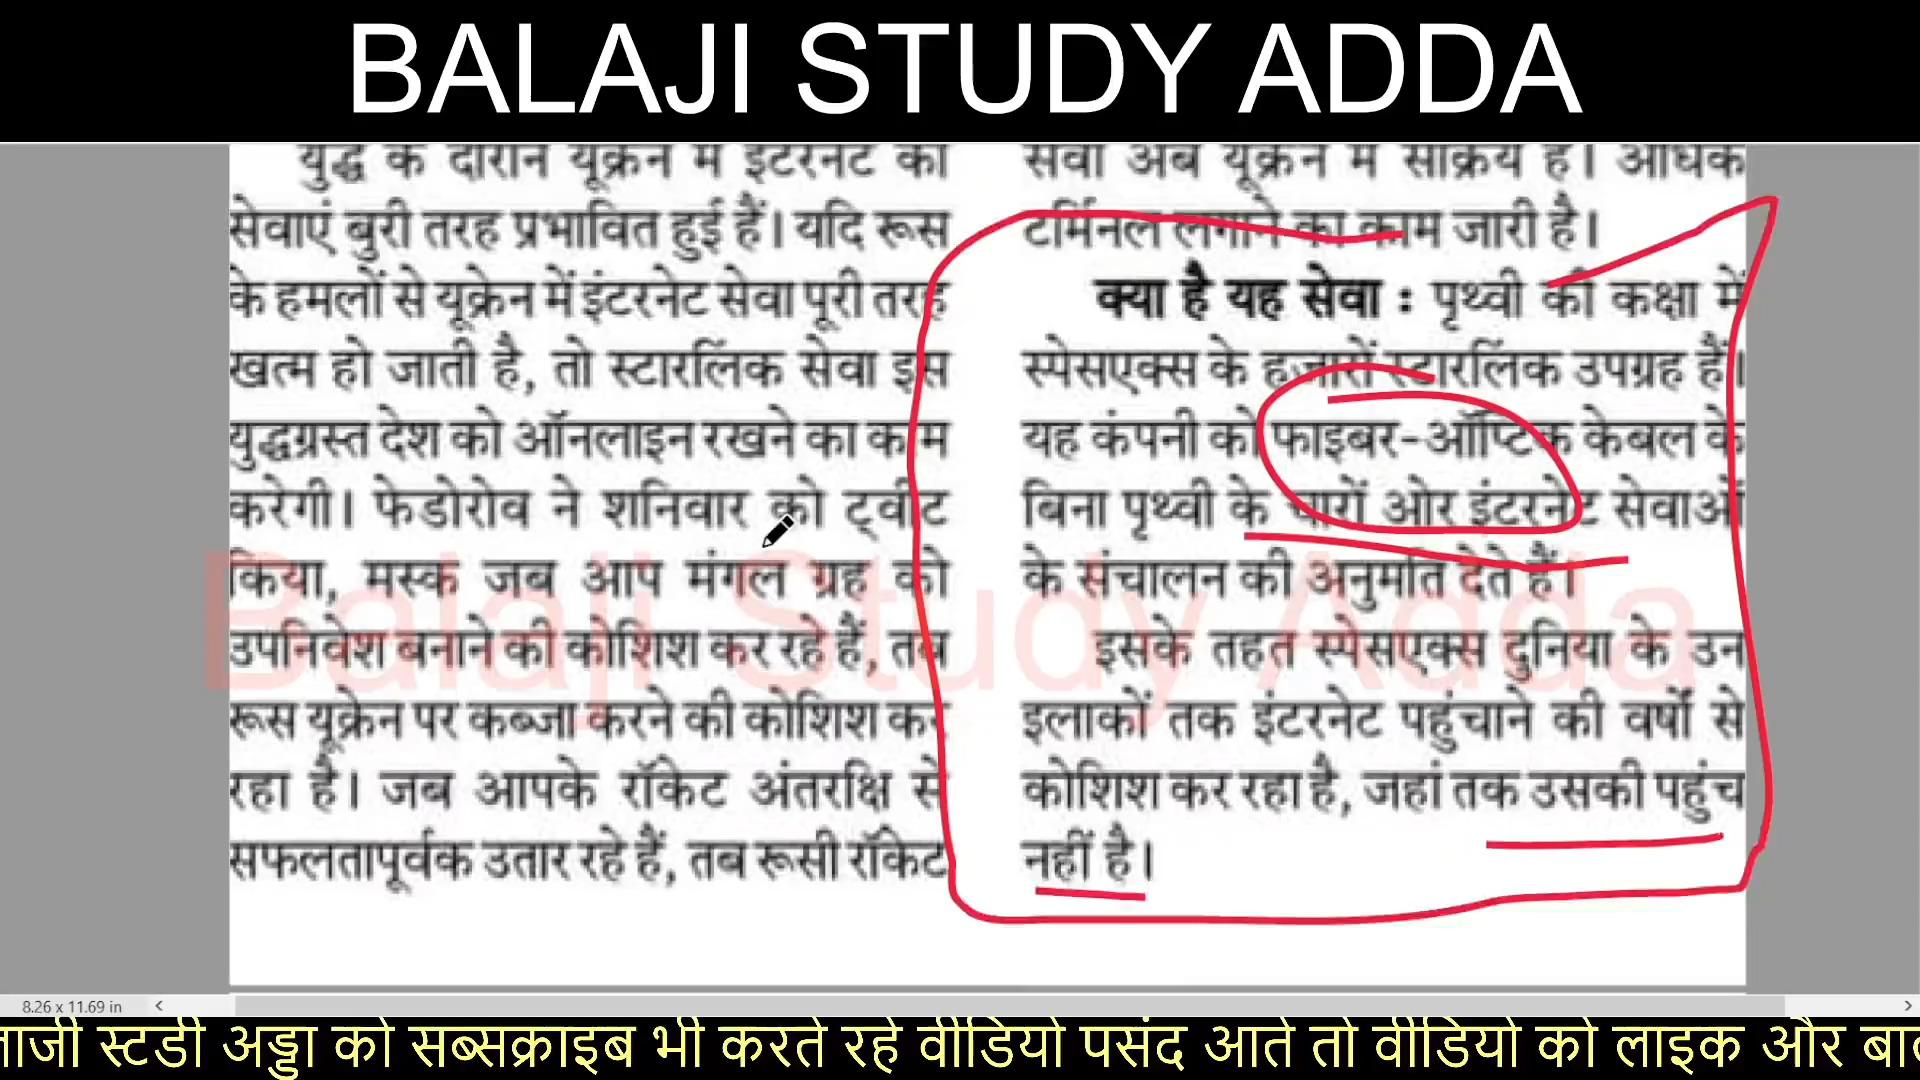 BALAJI STUDY ADDA
युद्ध के दौरान यूक्रेन में इंटरनेट की
सेवाएं बुरी तरह प्रभावित हुई हैं। यदि रूस
के हमलों से यूक्रेन में इंटरनेट सेवा पूरी तरह
खत्म हो जाती है, तो स्टारलिंक सेवा इस
युद्धग्रस्त देश को ऑनलाइन रखने का काम
करेगी। फेडोरोव ने शनिवार को ट्वीट
किया, मस्क जब आप मंगल ग्रह को
उपनिवेश बनाने की कोशिश कर रहे हैं, तब
रूस यूक्रेन पर कब्जा करने की कोशिश कर
रहा है। जब आपके रॉकेट अंतरक्षि से
सफलतापूर्वक उतार रहे हैं, तब रूसी रॉकेट
सेवा अब यूक्रेन में सक्रिय है। अधिक
टर्मिनल लगाने का काम जारी है।
क्या है यह सेवा : पृथ्वी की कक्षा में
स्पेसएक्स के हजारों स्टारलिंक उपग्रह हैं।
यह कंपनी को फाइबर-ऑप्टिक केबल के
बिना पृथ्वी के चारों ओर इंटरनेट सेवाओं
के संचालन की अनुमति देते हैं।
इसके तहत स्पेसएक्स दुनिया के उन
इलाकों तक इंटरनेट पहुंचाने की वर्षों से
कोशिश कर रहा है, जहां तक उसकी पहुंच
नहीं है।
Balaji Study Adda
8.26 x 11.69 in
स्टडी अड्डा को सब्सक्राइब भी करते रहे वीडियो पसंद आते तो वीडियो को लाइक और